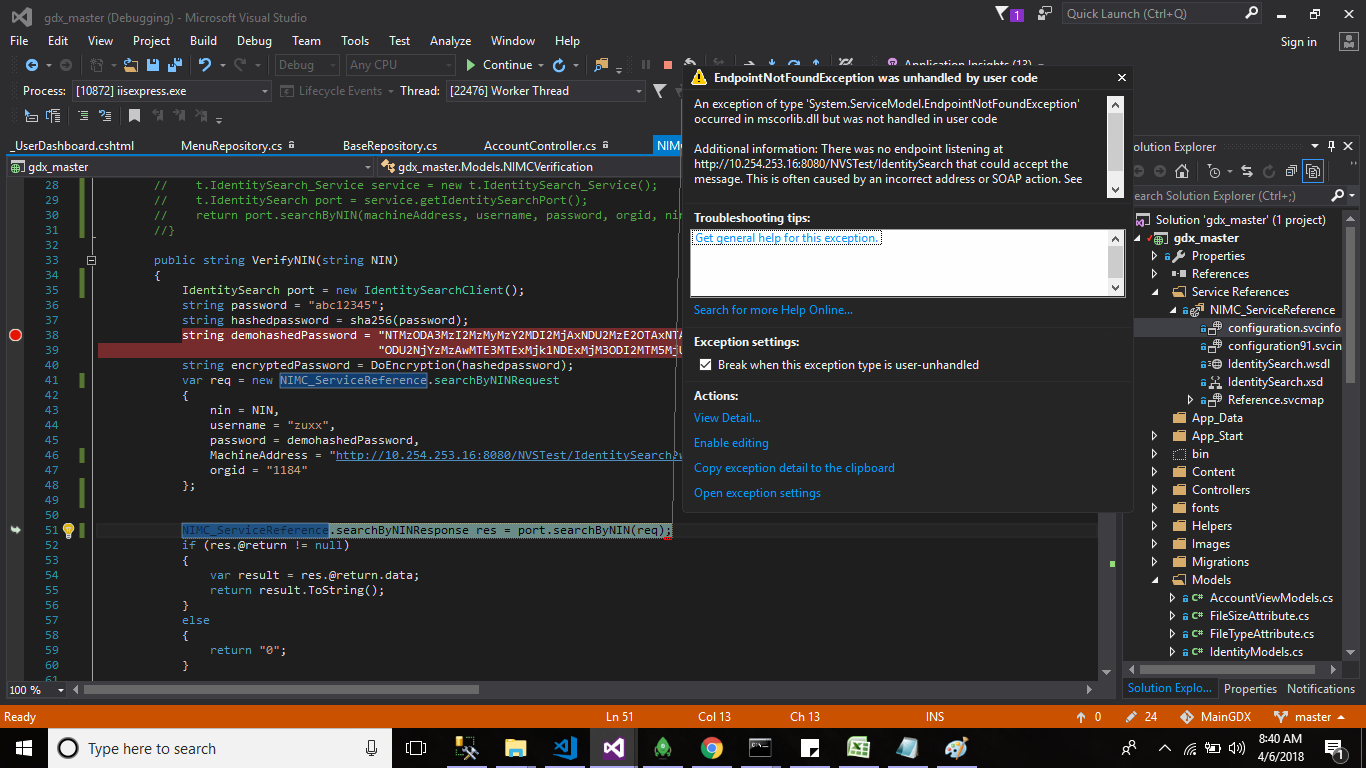 gdx_master (Debugging) - Microsoft Visual Studio
1
Quick Launch (Ctrl+Q)
File Edit View Project Build Debug Team Tools Test Analyze Window Help
Sign in
Debug Any CPU Continue
Application Insights (13)
Process: [10872] iisexpress.exe Lifecycle Events Thread: [22476] Worker Thread
_UserDashboard.cshtml MenuRepository.cs BaseRepository.cs AccountController.cs NIMC
gdx_master gdx_master.Models.NIMCVerification
28 // t.IdentitySearch_Service service = new t.IdentitySearch_Service();
29 // t.IdentitySearch port = service.getIdentitySearchPort();
30 // return port.searchByNIN(machineAddress, username, password, orgid, nin
31 //}
32
33 public string VerifyNIN(string NIN)
34 {
35 IdentitySearch port = new IdentitySearchClient();
36 string password = "abc12345";
37 string hashedpassword = sha256(password);
38 string demohashedPassword = "NTMzODA3MzI2MzMyMzY2MDI2MjAxNDU2MzE2OTAxNTA
39 "ODU2NjYzMzAwMTE3MTExMjk1NDExMjM3ODI2MTM5MjU
40 string encryptedPassword = DoEncryption(hashedpassword);
41 var req = new NIMC_ServiceReference.searchByNINRequest
42 {
43 nin = NIN,
44 username = "zuxx",
45 password = demohashedPassword,
46 MachineAddress = "http://10.254.253.16:8080/NVSTest/IdentitySearch?w
47 orgid = "1184"
48 };
49
50
51 NIMC_ServiceReference.searchByNINResponse res = port.searchByNIN(req);
52 if (res.@return != null)
53 {
54 var result = res.@return.data;
55 return result.ToString();
56 }
57 else
58 {
59 return "0";
60 }
61
100 %
EndpointNotFoundException was unhandled by user code
An exception of type 'System.ServiceModel.EndpointNotFoundException'
occurred in mscorlib.dll but was not handled in user code
Additional information: There was no endpoint listening at
http://10.254.253.16:8080/NVSTest/IdentitySearch that could accept the
message. This is often caused by an incorrect address or SOAP action. See
Troubleshooting tips:
Get general help for this exception.
Search for more Help Online...
Exception settings:
Break when this exception type is user-unhandled
Actions:
View Detail...
Enable editing
Copy exception detail to the clipboard
Open exception settings
olution Explorer
earch Solution Explorer (Ctrl+;)
Solution 'gdx_master' (1 project)
gdx_master
Properties
References
Service References
NIMC_ServiceReference
configuration.svcinfo
configuration91.svcin
IdentitySearch.wsdl
IdentitySearch.xsd
Reference.svcmap
App_Data
App_Start
bin
Content
Controllers
fonts
Helpers
Images
Migrations
Models
AccountViewModels.cs
FileSizeAttribute.cs
FileTypeAttribute.cs
IdentityModels.cs
Solution Explo... Properties Notifications
Ready Ln 51 Col 13 Ch 13 INS 0 24 MainGDX master
Type here to search
8:40 AM
4/6/2018
1